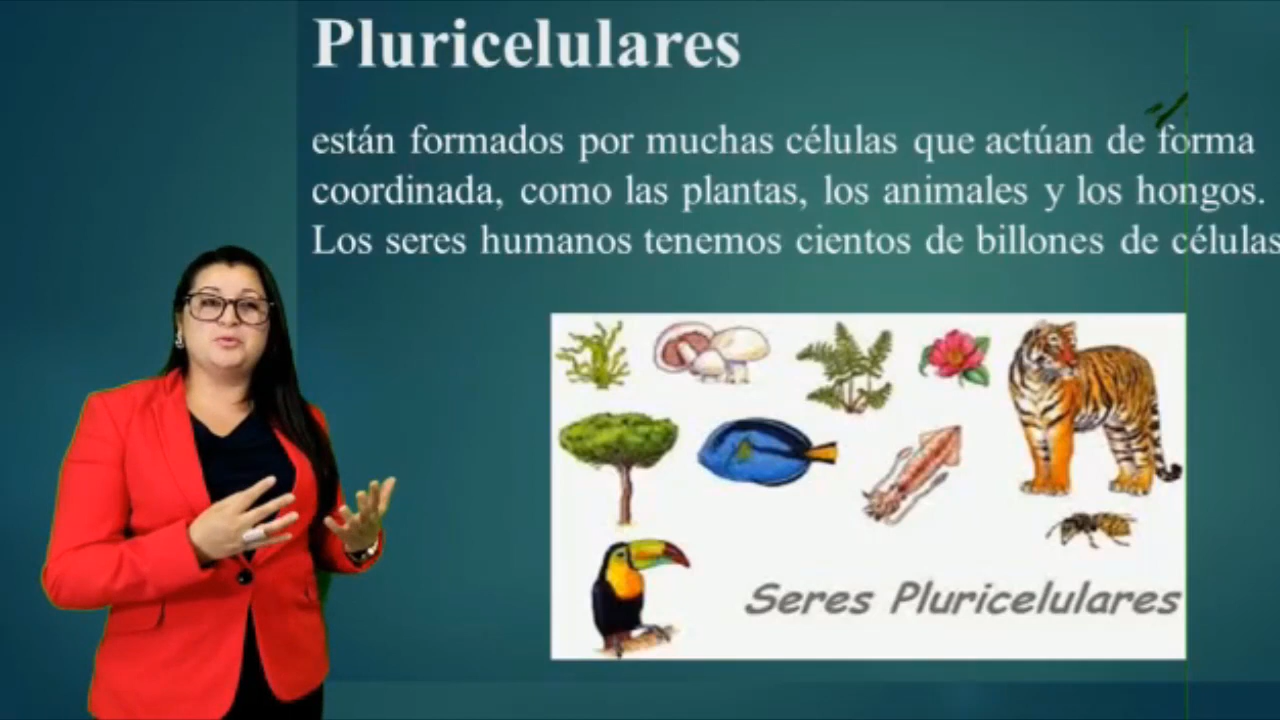 Pluricelulares
están formados por muchas células que actúan de forma
coordinada, como las plantas, los animales y los hongos.
Los seres humanos tenemos cientos de billones de células
Seres Pluricelulares